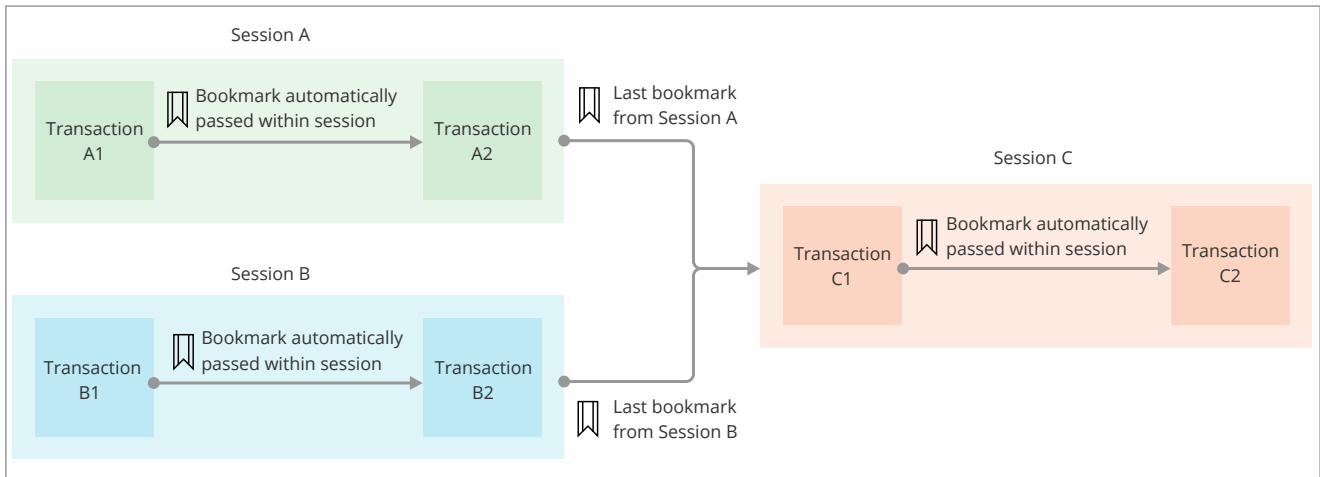 Session A
Transaction
A1
Bookmark automatically
passed within session
Transaction
A2
Last bookmark
from Session A
Session B
Transaction
B1
Bookmark automatically
passed within session
Transaction
B2
Last bookmark
from Session B
Session C
Transaction
C1
Bookmark automatically
passed within session
Transaction
C2